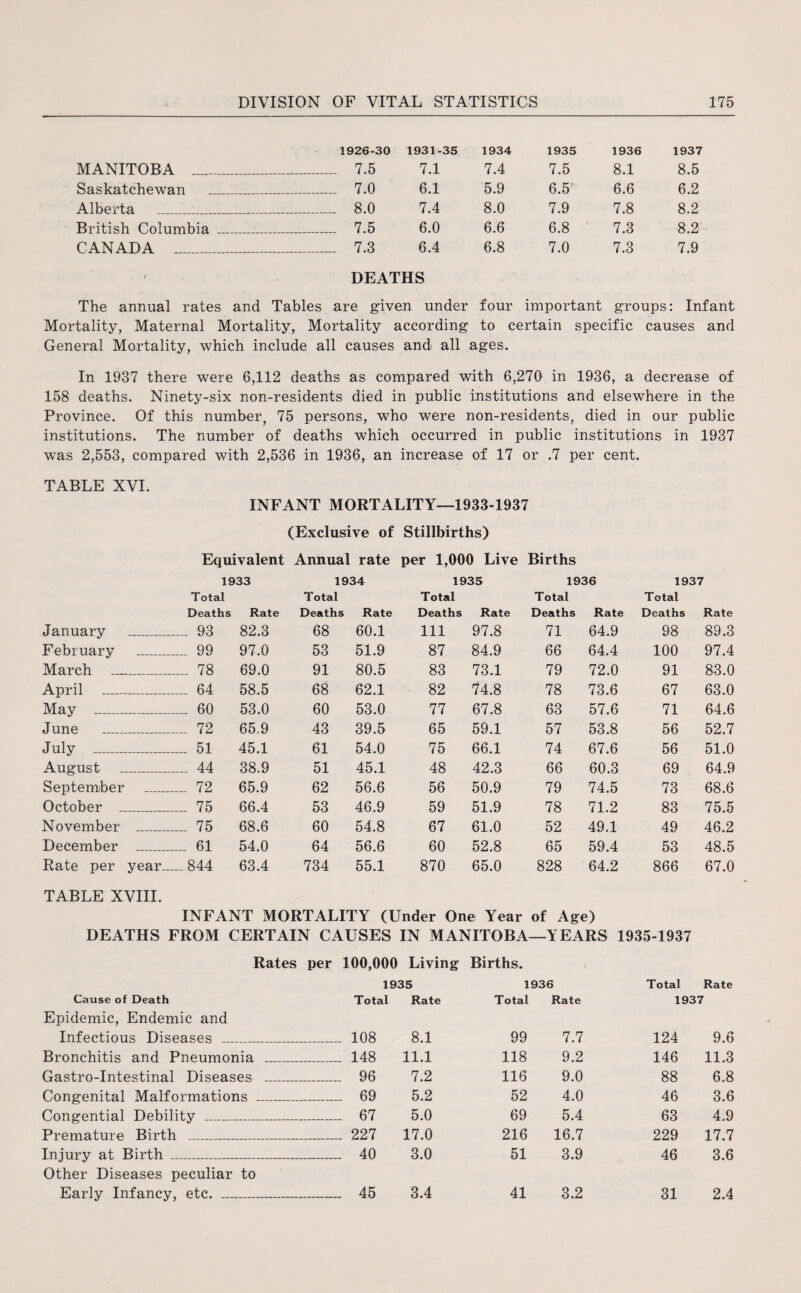 DIVISION OF VITAL STATISTICS 175
1926-30 1931-35 1934 1935 1936 1937
MANITOBA 7.5 7.1 7.4 7.5 8.1 8.5
Saskatchewan 7.0 6.1 5.9 6.5 6.6 6.2
Alberta 8.0 7.4 8.0 7.9 7.8 8.2
British Columbia 7.5 6.0 6.6 6.8 7.3 8.2
CANADA 7.3 6.4 6.8 7.0 7.3 7.9
DEATHS
The annual rates and Tables are given under four important groups: Infant
Mortality, Maternal Mortality, Mortality according to certain specific causes and
General Mortality, which include all causes and all ages.
In 1937 there were 6,112 deaths as compared with 6,270 in 1936, a decrease of
158 deaths. Ninety-six non-residents died in public institutions and elsewhere in the
Province. Of this number, 75 persons, who were non-residents, died in our public
institutions. The number of deaths which occurred in public institutions in 1937
was 2,553, compared with 2,536 in 1936, an increase of 17 or .7 per cent.
TABLE XVI.
INFANT MORTALITY—1933-1937
(Exclusive of Stillbirths)
Equivalent Annual rate per 1,000 Live Births
1933 1934 1935 1936 1937
Total Total Total Total Total
Deaths Rate Deaths Rate Deaths Rate Deaths Rate Deaths Rate
January 93 82.3 68 60.1 111 97.8 71 64.9 98 89.3
February 99 97.0 53 51.9 87 84.9 66 64.4 100 97.4
March 78 69.0 91 80.5 83 73.1 79 72.0 91 83.0
April 64 58.5 68 62.1 82 74.8 78 73.6 67 63.0
May 60 53.0 60 53.0 77 67.8 63 57.6 71 64.6
June 72 65.9 43 39.5 65 59.1 57 53.8 56 52.7
July 51 45.1 61 54.0 75 66.1 74 67.6 56 51.0
August 44 38.9 51 45.1 48 42.3 66 60.3 69 64.9
September 72 65.9 62 56.6 56 50.9 79 74.5 73 68.6
October 75 66.4 53 46.9 59 51.9 78 71.2 83 75.5
November 75 68.6 60 54.8 67 61.0 52 49.1 49 46.2
December 61 54.0 64 56.6 60 52.8 65 59.4 53 48.5
Rate per year 844 63.4 734 55.1 870 65.0 828 64.2 866 67.0
TABLE XVIII.
INFANT MORTALITY (Under One Year of Age)
DEATHS FROM CERTAIN CAUSES IN MANITOBA—YEARS 1935-1937
Rates per 100,000 Living Births.
1935 1936 Total Rate
Cause of Death Total Rate Total Rate 1937
Epidemic, Endemic and
Infectious Diseases 108 8.1 99 7.7 124 9.6
Bronchitis and Pneumonia 148 11.1 118 9.2 146 11.3
Gastro-Intestinal Diseases 96 7.2 116 9.0 88 6.8
Congenital Malformations 69 5.2 52 4.0 46 3.6
Congential Debility 67 5.0 69 5.4 63 4.9
Premature Birth 227 17.0 216 16.7 229 17.7
Injury at Birth 40 3.0 51 3.9 46 3.6
Other Diseases peculiar to
Early Infancy, etc. 45 3.4 41 3.2 31 2.4